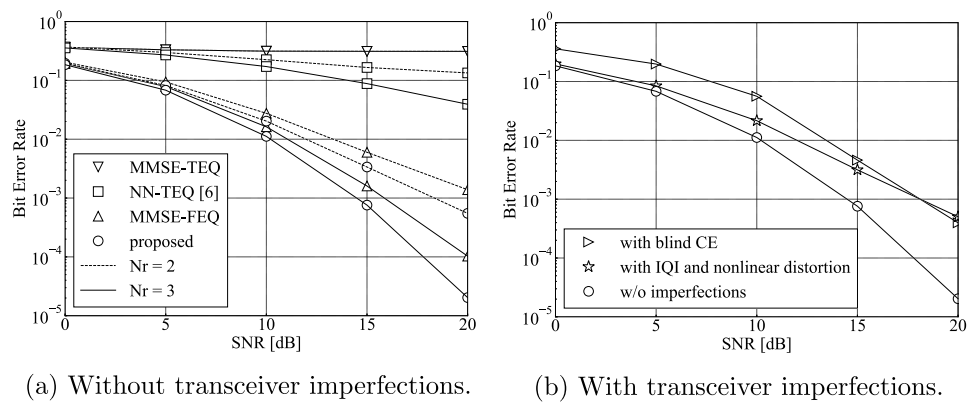 10^0
10^-1
10^-2
10^-3
10^-4
10^-5
Bit Error Rate
MMSE-TEQ
NN-TEQ [6]
MMSE-FEQ
proposed
Nr = 2
Nr = 3
0 5 10 15 20
SNR [dB]
(a) Without transceiver imperfections.
10^0
10^-1
10^-2
10^-3
10^-4
10^-5
Bit Error Rate
with blind CE
with IQI and nonlinear distortion
w/o imperfections
0 5 10 15 20
SNR [dB]
(b) With transceiver imperfections.